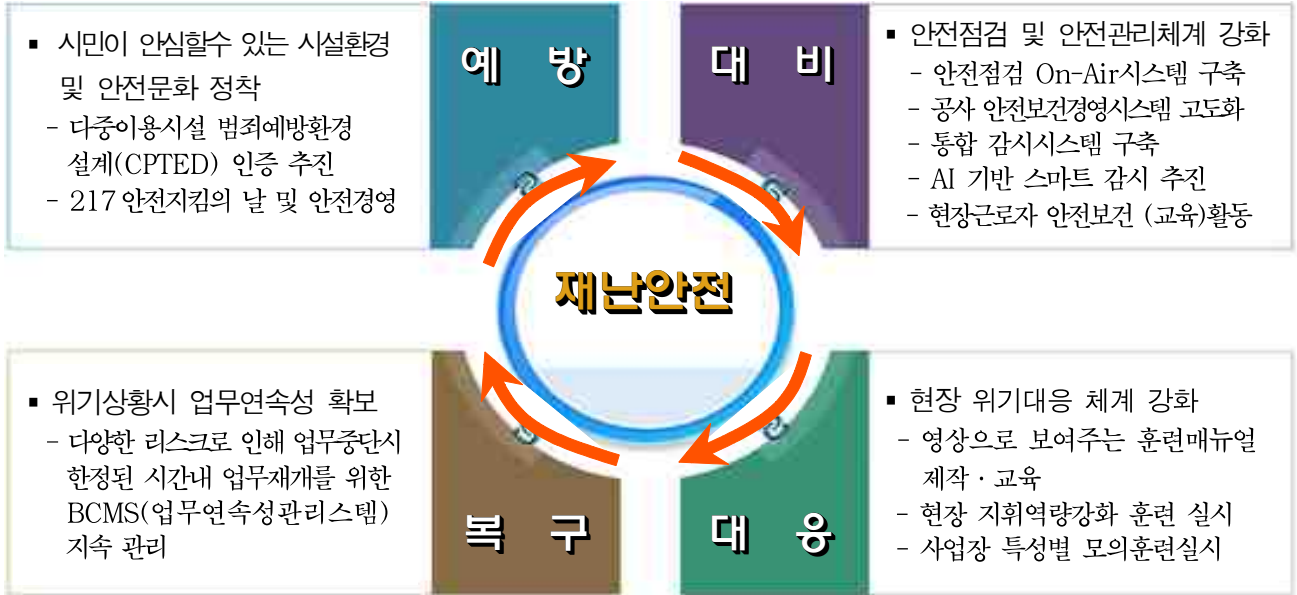 ▪ 시민이 안심할수 있는 시설환경
및 안전문화 정착
- 다중이용시설 범죄예방환경
설계(CPTED) 인증 추진
- 217 안전지킴의 날 및 안전경영
예 방
대 비
▪ 안전점검 및 안전관리체계 강화
- 안전점검 On-Air시스템 구축
- 공사 안전보건경영시스템 고도화
- 통합 감시시스템 구축
- AI 기반 스마트 감시 추진
- 현장근로자 안전보건 (교육)활동
재난안전
▪ 위기상황시 업무연속성 확보
- 다양한 리스크로 인해 업무중단시
한정된 시간내 업무재개를 위한
BCMS(업무연속성관리스템)
지속 관리
복 구
대 응
▪ 현장 위기대응 체계 강화
- 영상으로 보여주는 훈련매뉴얼
제작 · 교육
- 현장 지휘역량강화 훈련 실시
- 사업장 특성별 모의훈련실시